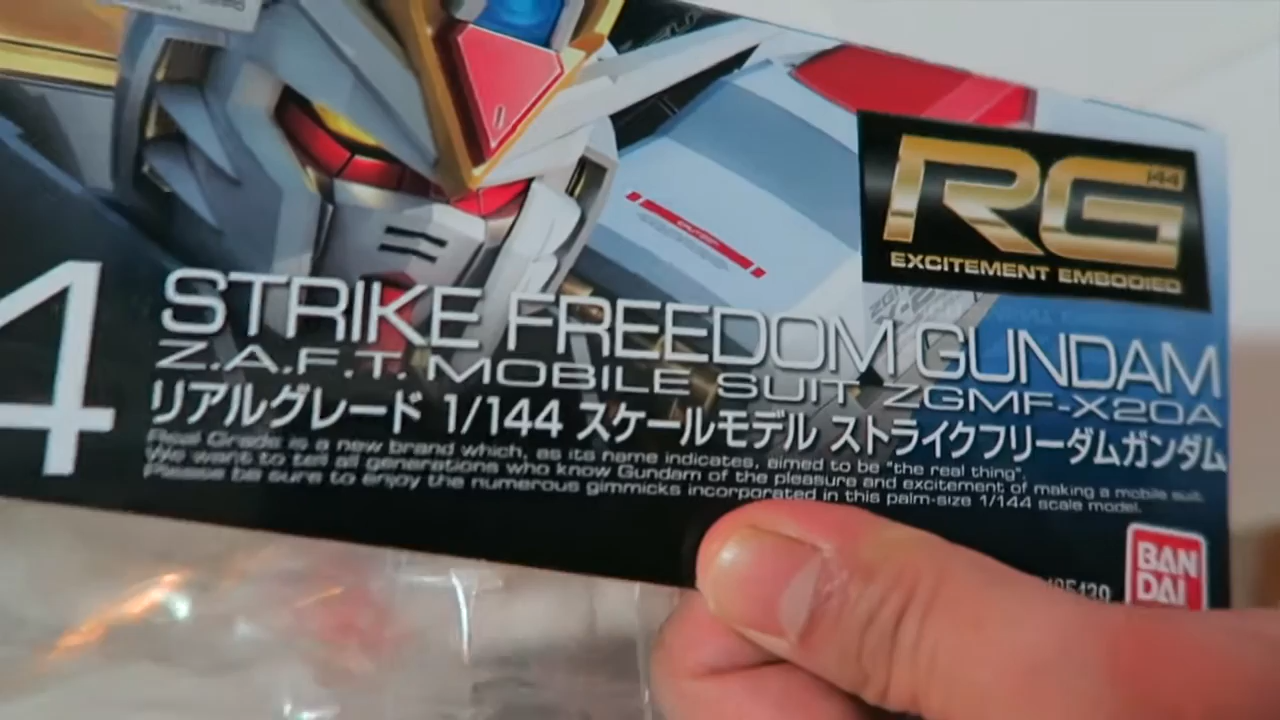 RG
1/44
EXCITEMENT EMBODIED
4
STRIKE FREEDOM GUNDAM
Z.A.F.T. MOBILE SUIT ZGMF-X20A
リアルグレード 1/144 スケールモデル ストライクフリーダムガンダム
Real Grade is a new brand which, as its name indicates, aimed to be "the real thing".
We want to tell all generations who know Gundam of the pleasure and excitement of making a mobile suit.
Please be sure to enjoy the numerous gimmicks incorporated in this palm-size 1/144 scale model.
BAN
DAI